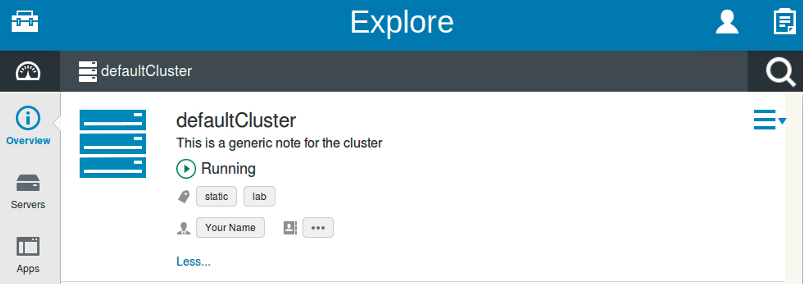 Explore
defaultCluster
defaultCluster
This is a generic note for the cluster
Running
static lab
Your Name •••
Less...
Overview
Servers
Apps